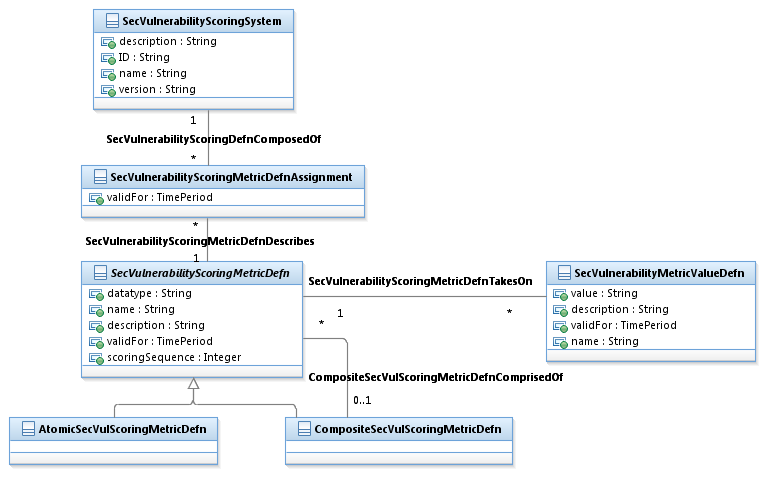 SecVulnerabilityScoringSystem
description : String
ID : String
name : String
version : String
1
SecVulnerabilityScoringDefnComposedOf
*
SecVulnerabilityScoringMetricDefnAssignment
validFor : TimePeriod
*
SecVulnerabilityScoringMetricDefnDescribes
1
SecVulnerabilityScoringMetricDefn
datatype : String
name : String
description : String
validFor : TimePeriod
scoringSequence : Integer
SecVulnerabilityScoringMetricDefnTakesOn
1
*
SecVulnerabilityMetricValueDefn
value : String
description : String
validFor : TimePeriod
name : String
*
CompositeSecVulScoringMetricDefnComprisedOf
0..1
AtomicSecVulScoringMetricDefn
CompositeSecVulScoringMetricDefn